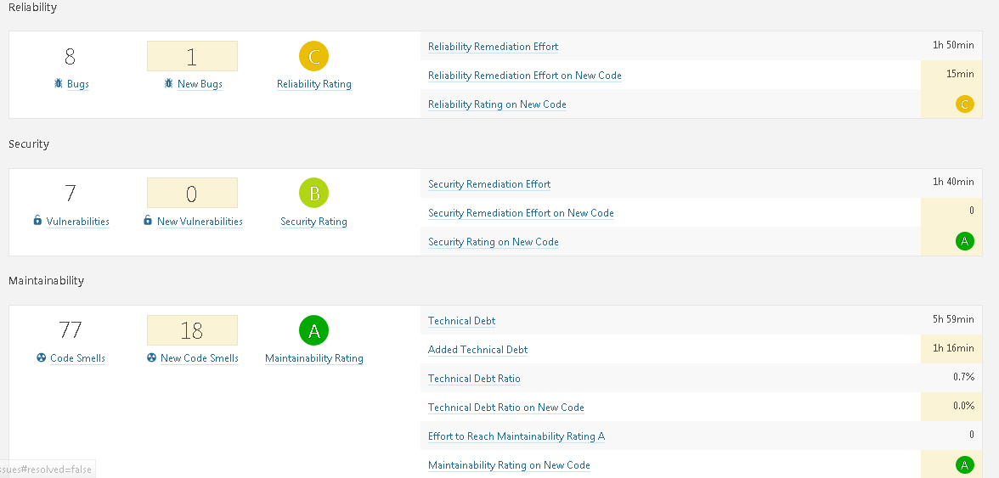 Reliability
8
Bugs
1
New Bugs
C
Reliability Rating
Reliability Remediation Effort 1h 50min
Reliability Remediation Effort on New Code 15min
Reliability Rating on New Code C
Security
7
Vulnerabilities
0
New Vulnerabilities
B
Security Rating
Security Remediation Effort 1h 40min
Security Remediation Effort on New Code 0
Security Rating on New Code A
Maintainability
77
Code Smells
18
New Code Smells
A
Maintainability Rating
Technical Debt 5h 59min
Added Technical Debt 1h 16min
Technical Debt Ratio 0.7%
Technical Debt Ratio on New Code 0.0%
Effort to Reach Maintainability Rating A 0
Maintainability Rating on New Code A
ssues#resolved=false